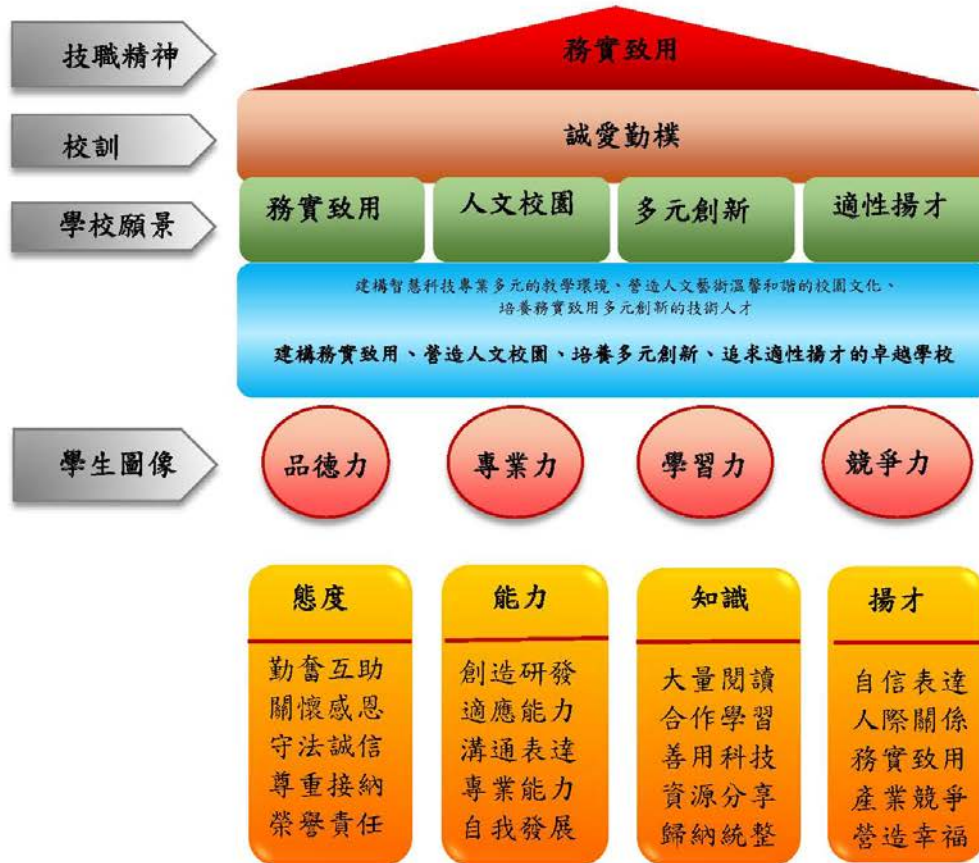 技職精神
務實致用
校訓
誠愛勤樸
學校願景
務實致用
人文校園
多元創新
適性揚才
建構智慧科技專業多元的教學環境、營造人文藝術溫馨和諧的校園文化、
培養務實致用多元創新的技術人才
建構務實致用、營造人文校園、培養多元創新、追求適性揚才的卓越學校
學生圖像
品德力
專業力
學習力
競爭力
態度
勤奮互助
關懷感恩
守法誠信
尊重接納
榮譽責任
能力
創造研發
適應能力
溝通表達
專業能力
自我發展
知識
大量閱讀
合作學習
善用科技
資源分享
歸納統整
揚才
自信表達
人際關係
務實致用
產業競爭
營造幸福